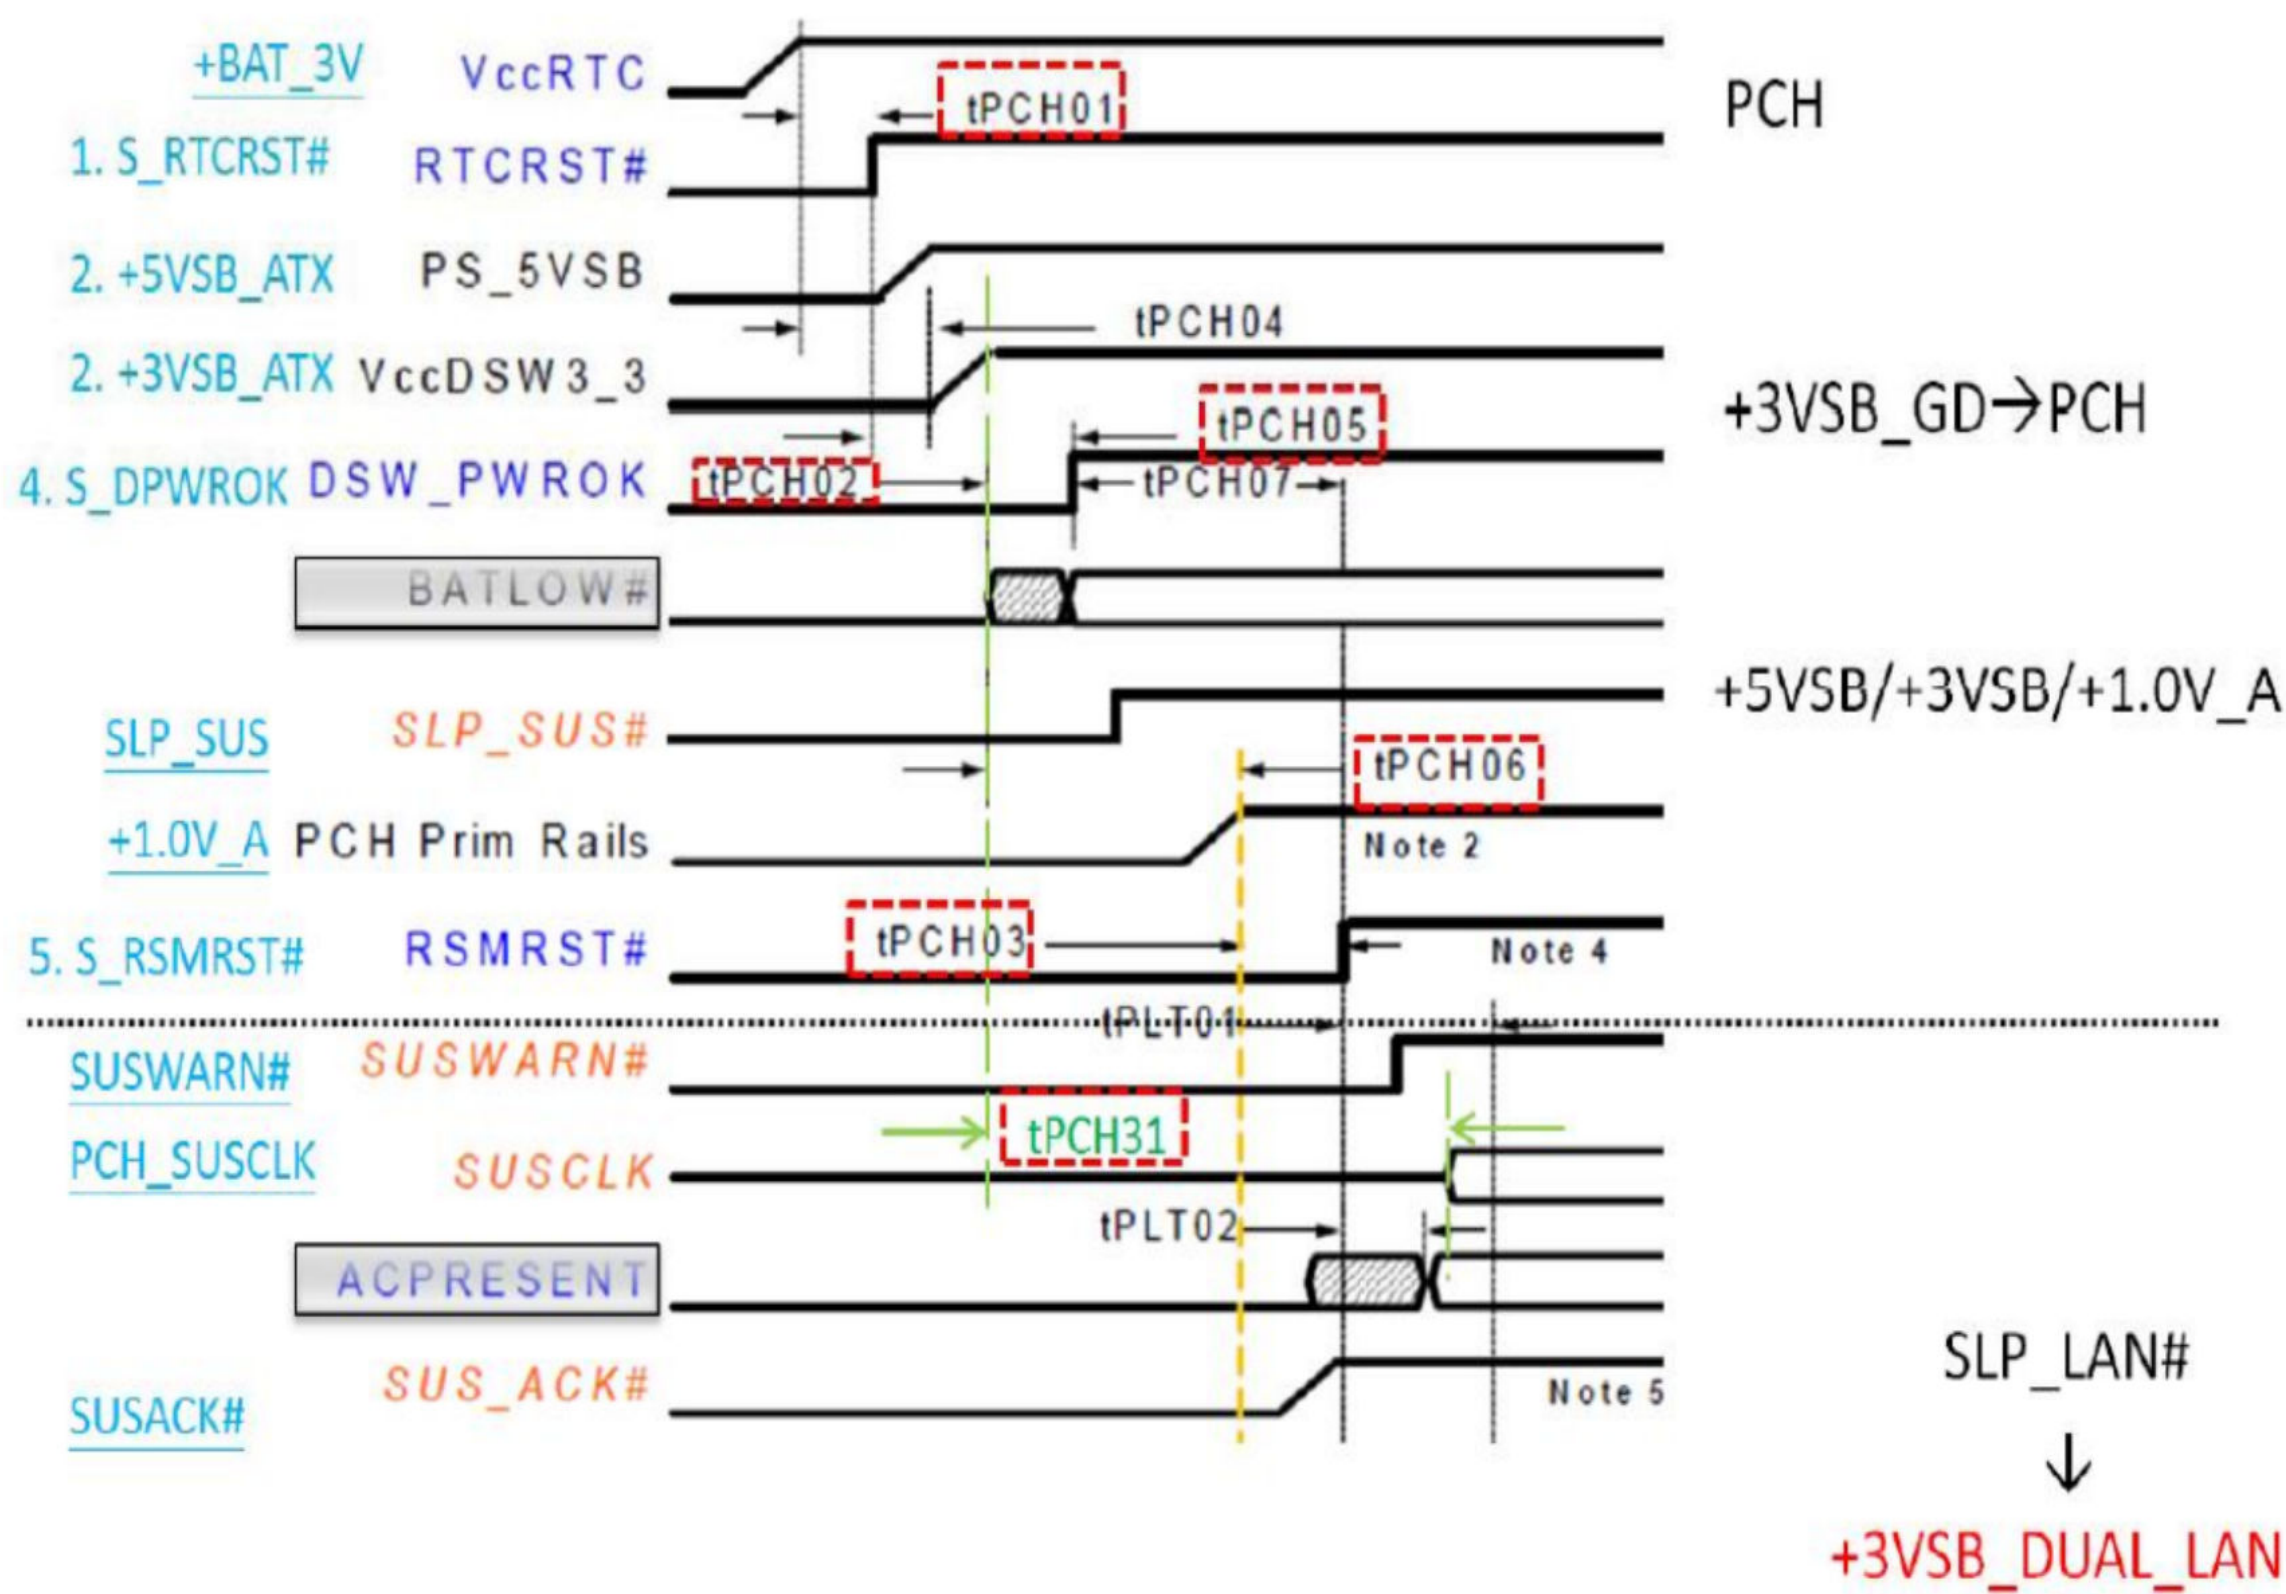 +BAT_3V VccRTC
tPCH01
PCH
1. S_RTCRST# RTCRST#
2. +5VSB_ATX PS_5VSB
tPCH04
2. +3VSB_ATX VccDSW3_3
tPCH05
+3VSB_GD→PCH
4. S_DPWROK DSW_PWROK tPCH02 tPCH07
BATLOW#
+5VSB/+3VSB/+1.0V_A
SLP_SUS SLP_SUS#
tPCH06
+1.0V_A PCH Prim Rails Note 2
5. S_RSMRST# RSMRST# tPCH03 Note 4
tPLT01
SUSWARN# SUSWARN#
tPCH31
PCH_SUSCLK SUSCLK
tPLT02
ACPRESENT
SUSACK# SUS_ACK# Note 5
SLP_LAN#
↓
+3VSB_DUAL_LAN